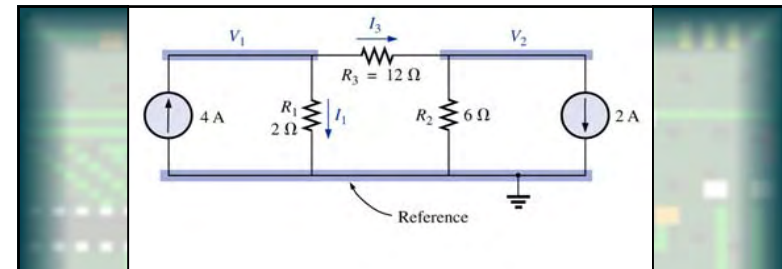 I₃
V₁
V₂
R₃ = 12 Ω
4 A
R₁
2 Ω
I₁
R₂
6 Ω
2 A
Reference